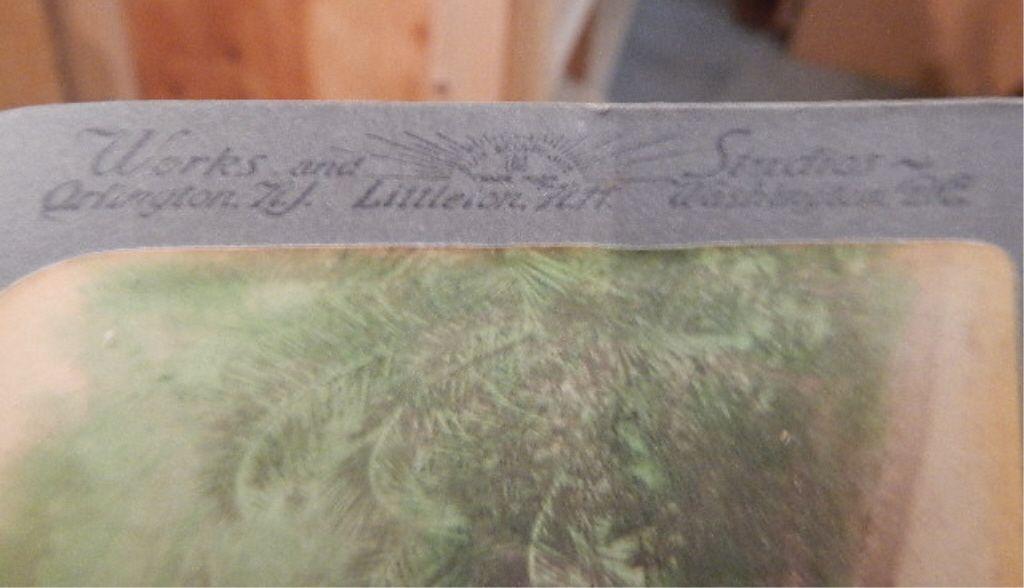 Works and Studios ~
Arlington, N.J. Littleton, N.H. Washington, D.C.